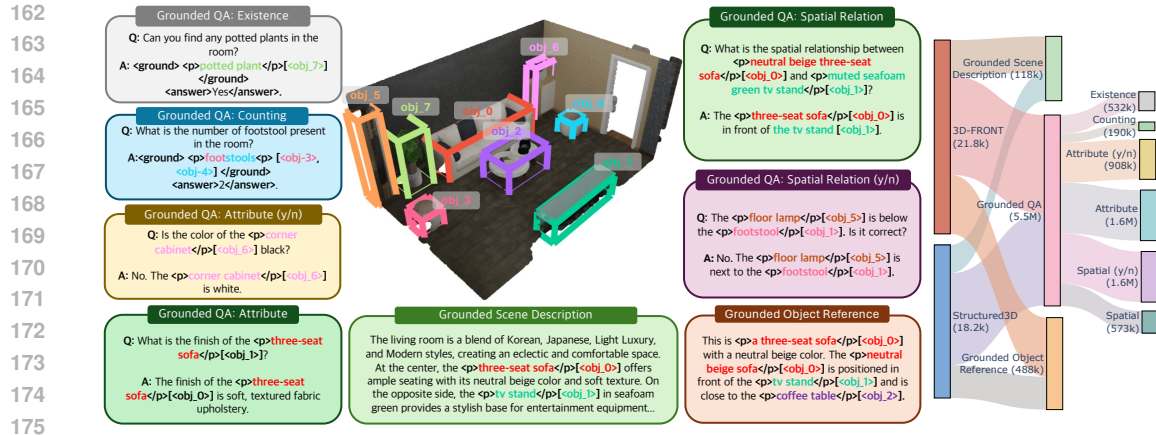 162
163
164
165
166
167
168
169
170
171
172
173
174
175
Grounded QA: Existence
Q: Can you find any potted plants in the
room?
A: <ground> <p>potted plant</p>[<obj_7>]
</ground>
<answer>Yes</answer>.
Grounded QA: Counting
Q: What is the number of footstool present
in the room?
A:<ground> <p>footstools<p> [<obj-3>,
<obj-4>] </ground>
<answer>2</answer>.
Grounded QA: Attribute (y/n)
Q: Is the color of the <p>corner
cabinet</p>[<obj_6>] black?
A: No. The <p>corner cabinet</p>[<obj_6>]
is white.
Grounded QA: Attribute
Q: What is the finish of the <p>three-seat
sofa</p>[<obj_1>]?
A: The finish of the <p>three-seat
sofa</p>[<obj_0>] is soft, textured fabric
upholstery.
obj_6
obj_5
obj_7
obj_0
obj_4
obj_2
obj_1
obj_3
Grounded Scene Description
The living room is a blend of Korean, Japanese, Light Luxury,
and Modern styles, creating an eclectic and comfortable space.
At the center, the <p>three-seat sofa</p>[<obj_0>] offers
ample seating with its neutral beige color and soft texture. On
the opposite side, the <p>tv stand</p>[<obj_1>] in seafoam
green provides a stylish base for entertainment equipment...
Grounded QA: Spatial Relation
Q: What is the spatial relationship between
<p>neutral beige three-seat
sofa</p>[<obj_0>] and <p>muted seafoam
green tv stand</p>[<obj_1>]?
A: The <p>three-seat sofa</p>[<obj_0>] is
in front of the tv stand [<obj_1>].
Grounded QA: Spatial Relation (y/n)
Q: The <p>floor lamp</p>[<obj_5>] is below
the <p>footstool</p>[<obj_1>]. Is it correct?
A: No. The <p>floor lamp</p>[<obj_5>] is
next to the <p>footstool</p>[<obj_1>].
Grounded Object Reference
This is <p>a three-seat sofa</p>[<obj_0>]
with a neutral beige color. The <p>neutral
beige sofa</p>[<obj_0>] is positioned in
front of the <p>tv stand</p>[<obj_1>] and is
close to the <p>coffee table</p>[<obj_2>].
3D-FRONT
(21.8k)
Structured3D
(18.2k)
Grounded Scene
Description (118k)
Grounded QA
(5.5M)
Grounded Object
Reference (488k)
Existence
(532k)
Counting
(190k)
Attribute (y/n)
(908k)
Attribute
(1.6M)
Spatial (y/n)
(1.6M)
Spatial
(573k)